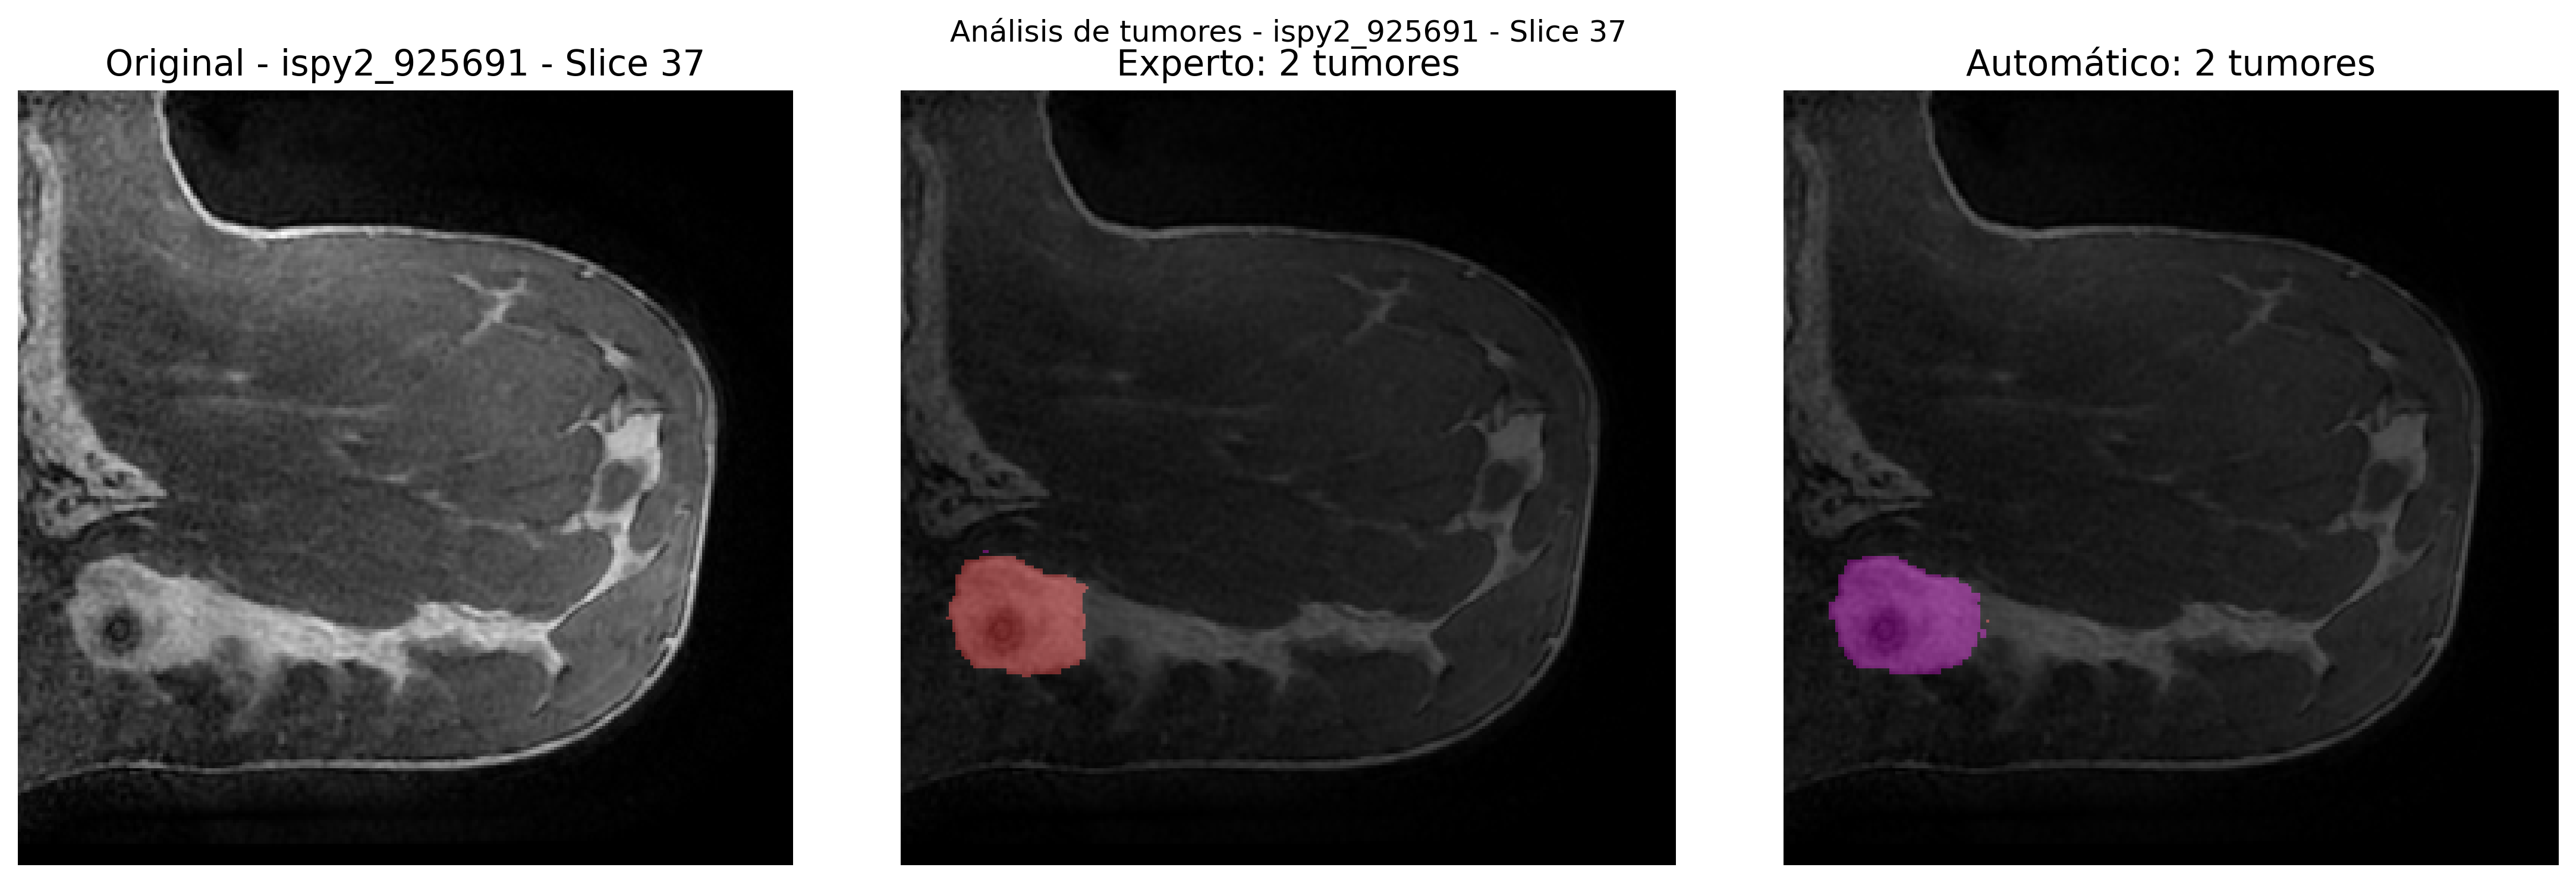 Análisis de tumores - ispy2_925691 - Slice 37
Original - ispy2_925691 - Slice 37
Experto: 2 tumores
Automático: 2 tumores